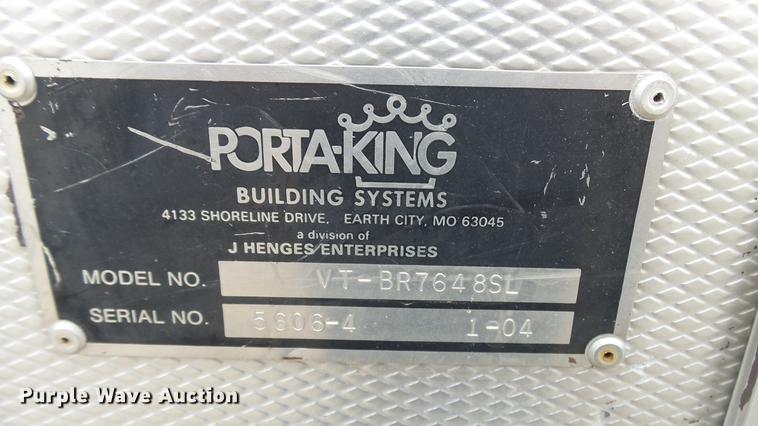 PORTA-KING
BUILDING SYSTEMS
4133 SHORELINE DRIVE, EARTH CITY, MO 63045
a division of
J HENGES ENTERPRISES
MODEL NO. VT-BR7648SL
SERIAL NO. 5606-4 1-04
Purple Wave Auction